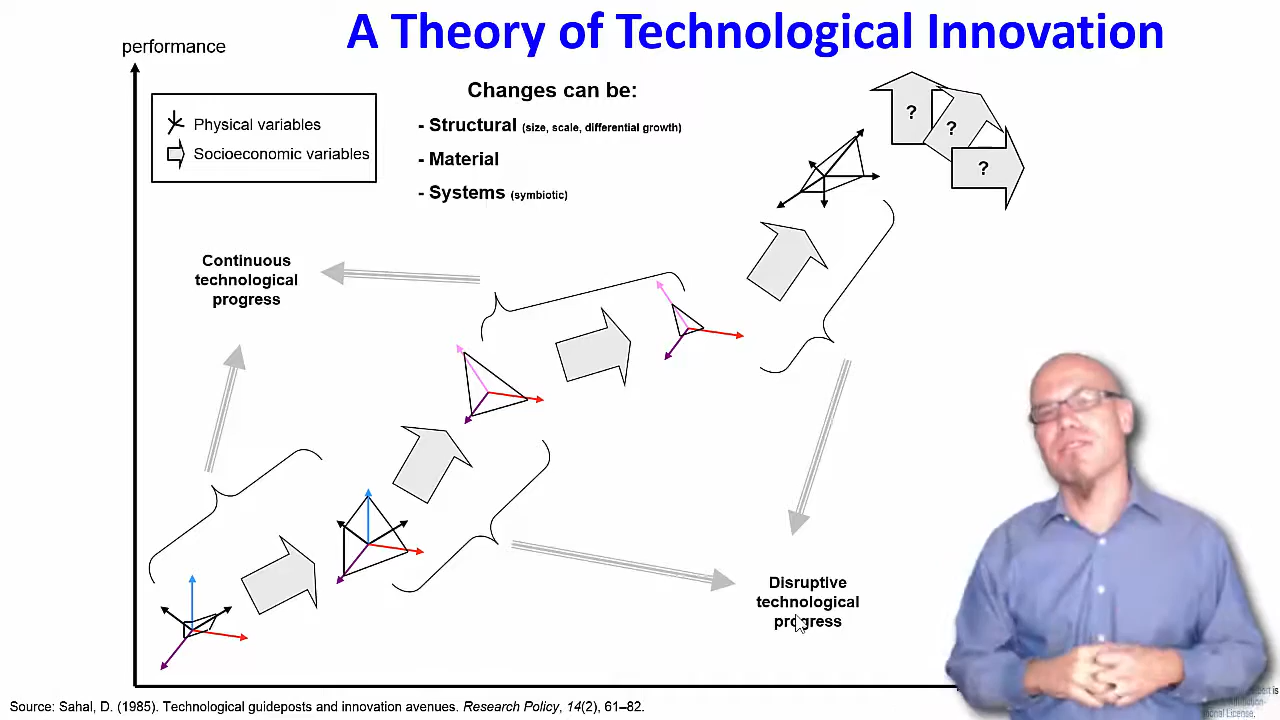 A Theory of Technological Innovation
performance
Changes can be:
- Structural (size, scale, differential growth)
- Material
- Systems (symbiotic)
Physical variables
Socioeconomic variables
?
?
?
Continuous
technological
progress
Disruptive
technological
progress
Source: Sahal, D. (1985). Technological guideposts and innovation avenues. Research Policy, 14(2), 61–82.